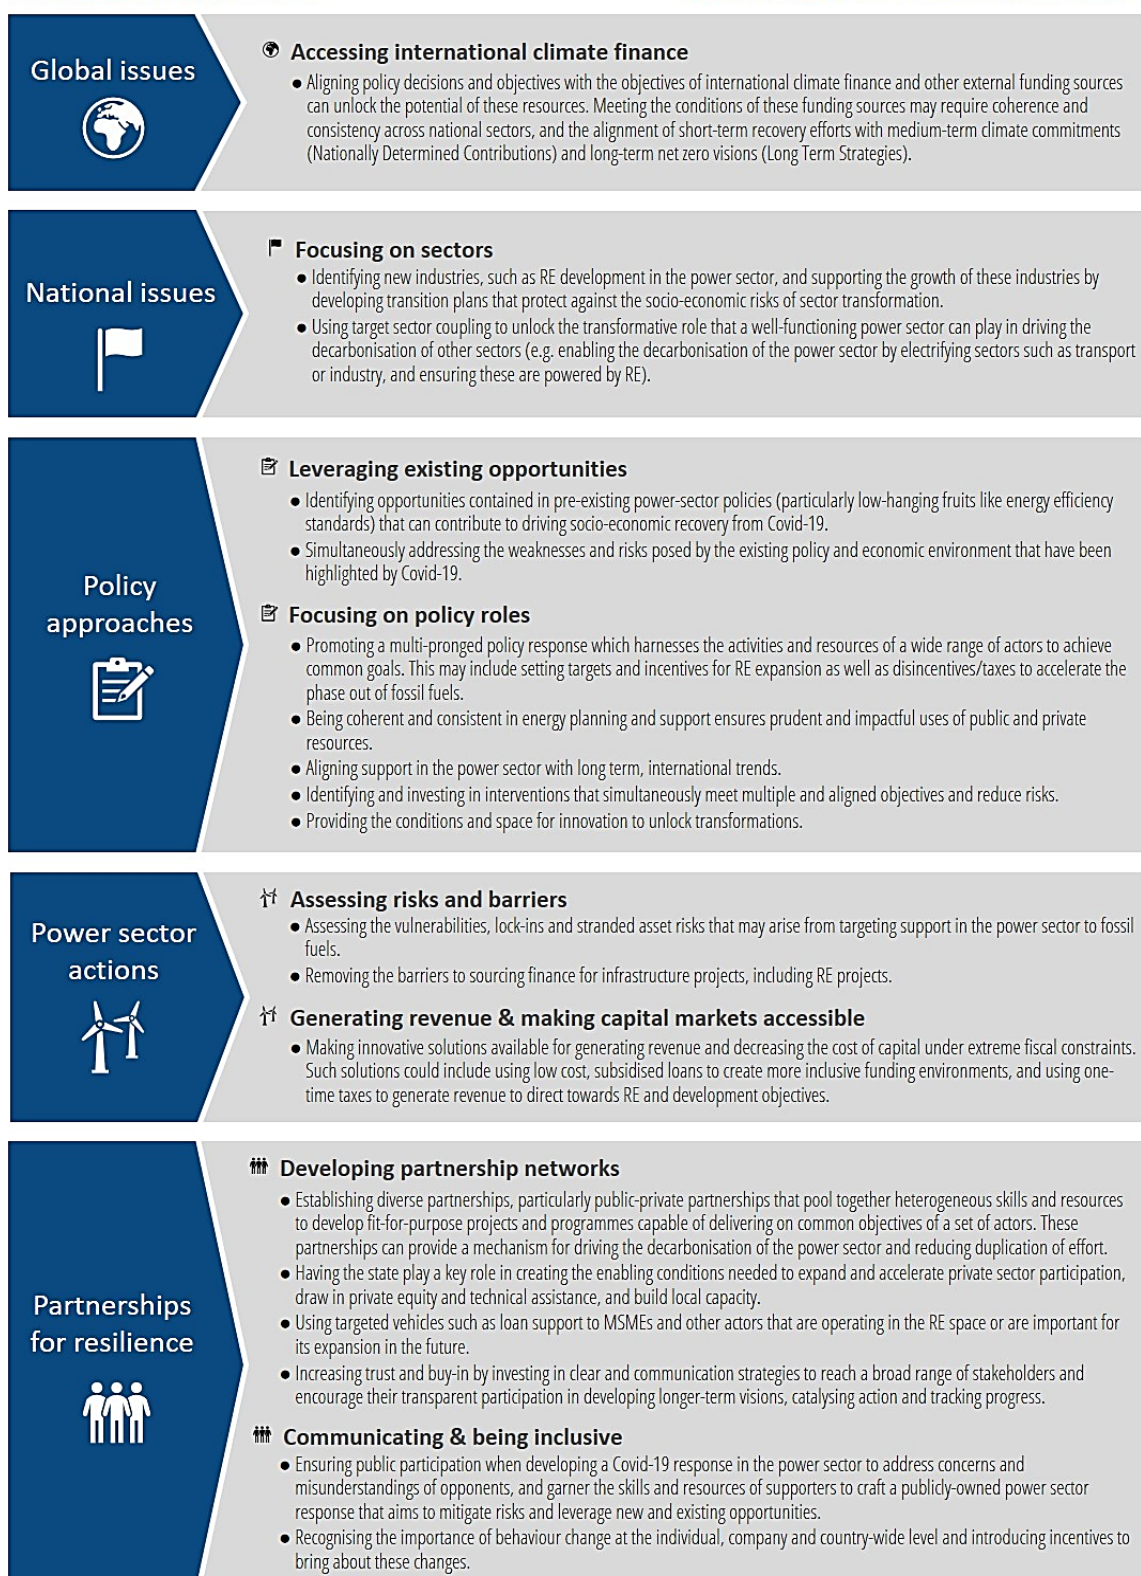 Global issues
Accessing international climate finance
● Aligning policy decisions and objectives with the objectives of international climate finance and other external funding sources
can unlock the potential of these resources. Meeting the conditions of these funding sources may require coherence and
consistency across national sectors, and the alignment of short-term recovery efforts with medium-term climate commitments
(Nationally Determined Contributions) and long-term net zero visions (Long Term Strategies).
National issues
Focusing on sectors
● Identifying new industries, such as RE development in the power sector, and supporting the growth of these industries by
developing transition plans that protect against the socio-economic risks of sector transformation.
● Using target sector coupling to unlock the transformative role that a well-functioning power sector can play in driving the
decarbonisation of other sectors (e.g. enabling the decarbonisation of the power sector by electrifying sectors such as transport
or industry, and ensuring these are powered by RE).
Policy
approaches
Leveraging existing opportunities
● Identifying opportunities contained in pre-existing power-sector policies (particularly low-hanging fruits like energy efficiency
standards) that can contribute to driving socio-economic recovery from Covid-19.
● Simultaneously addressing the weaknesses and risks posed by the existing policy and economic environment that have been
highlighted by Covid-19.
Focusing on policy roles
● Promoting a multi-pronged policy response which harnesses the activities and resources of a wide range of actors to achieve
common goals. This may include setting targets and incentives for RE expansion as well as disincentives/taxes to accelerate the
phase out of fossil fuels.
● Being coherent and consistent in energy planning and support ensures prudent and impactful uses of public and private
resources.
● Aligning support in the power sector with long term, international trends.
● Identifying and investing in interventions that simultaneously meet multiple and aligned objectives and reduce risks.
● Providing the conditions and space for innovation to unlock transformations.
Power sector
actions
Assessing risks and barriers
● Assessing the vulnerabilities, lock-ins and stranded asset risks that may arise from targeting support in the power sector to fossil
fuels.
● Removing the barriers to sourcing finance for infrastructure projects, including RE projects.
Generating revenue & making capital markets accessible
● Making innovative solutions available for generating revenue and decreasing the cost of capital under extreme fiscal constraints.
Such solutions could include using low cost, subsidised loans to create more inclusive funding environments, and using one-
time taxes to generate revenue to direct towards RE and development objectives.
Partnerships
for resilience
Developing partnership networks
● Establishing diverse partnerships, particularly public-private partnerships that pool together heterogeneous skills and resources
to develop fit-for-purpose projects and programmes capable of delivering on common objectives of a set of actors. These
partnerships can provide a mechanism for driving the decarbonisation of the power sector and reducing duplication of effort.
● Having the state play a key role in creating the enabling conditions needed to expand and accelerate private sector participation,
draw in private equity and technical assistance, and build local capacity.
● Using targeted vehicles such as loan support to MSMEs and other actors that are operating in the RE space or are important for
its expansion in the future.
● Increasing trust and buy-in by investing in clear and communication strategies to reach a broad range of stakeholders and
encourage their transparent participation in developing longer-term visions, catalysing action and tracking progress.
Communicating & being inclusive
● Ensuring public participation when developing a Covid-19 response in the power sector to address concerns and
misunderstandings of opponents, and garner the skills and resources of supporters to craft a publicly-owned power sector
response that aims to mitigate risks and leverage new and existing opportunities.
● Recognising the importance of behaviour change at the individual, company and country-wide level and introducing incentives to
bring about these changes.